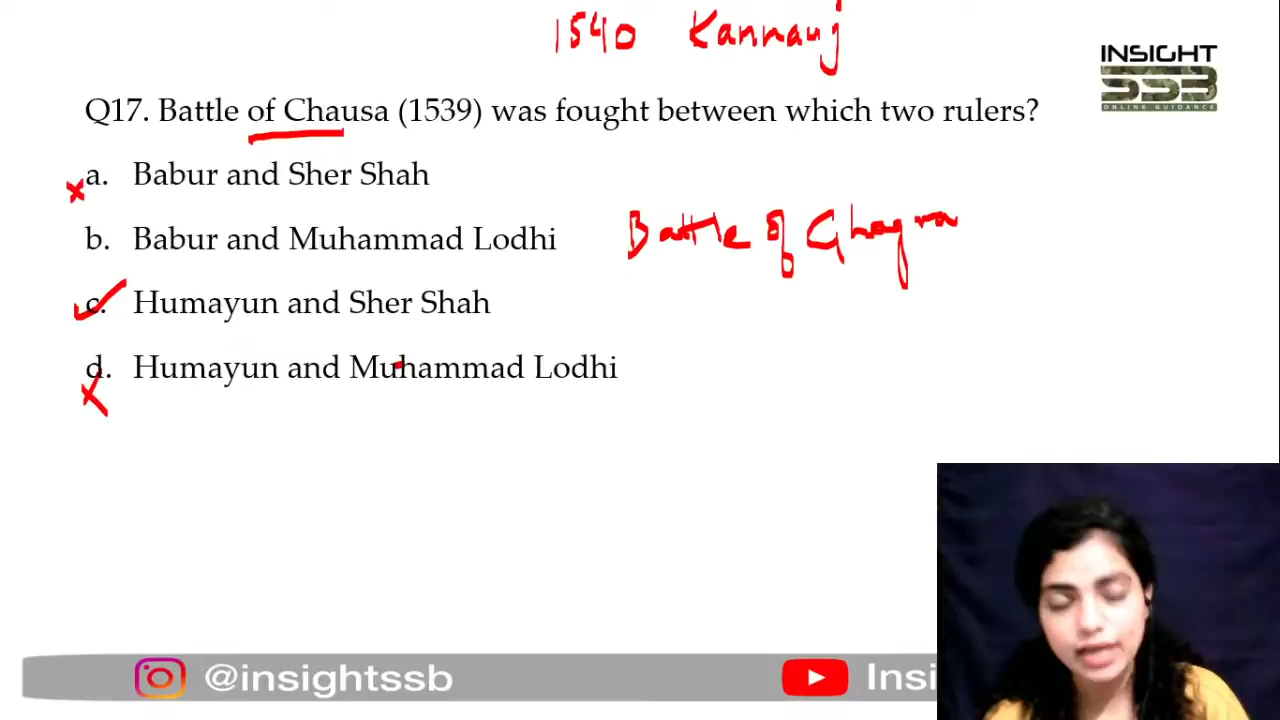 1540 Kannauj
INSIGHT
SSB
ONLINE GUIDANCE
Q17. Battle of Chausa (1539) was fought between which two rulers?
a. Babur and Sher Shah
b. Babur and Muhammad Lodhi
Battle of Ghagra
c. Humayun and Sher Shah
d. Humayun and Muhammad Lodhi
@insightssb
Insi